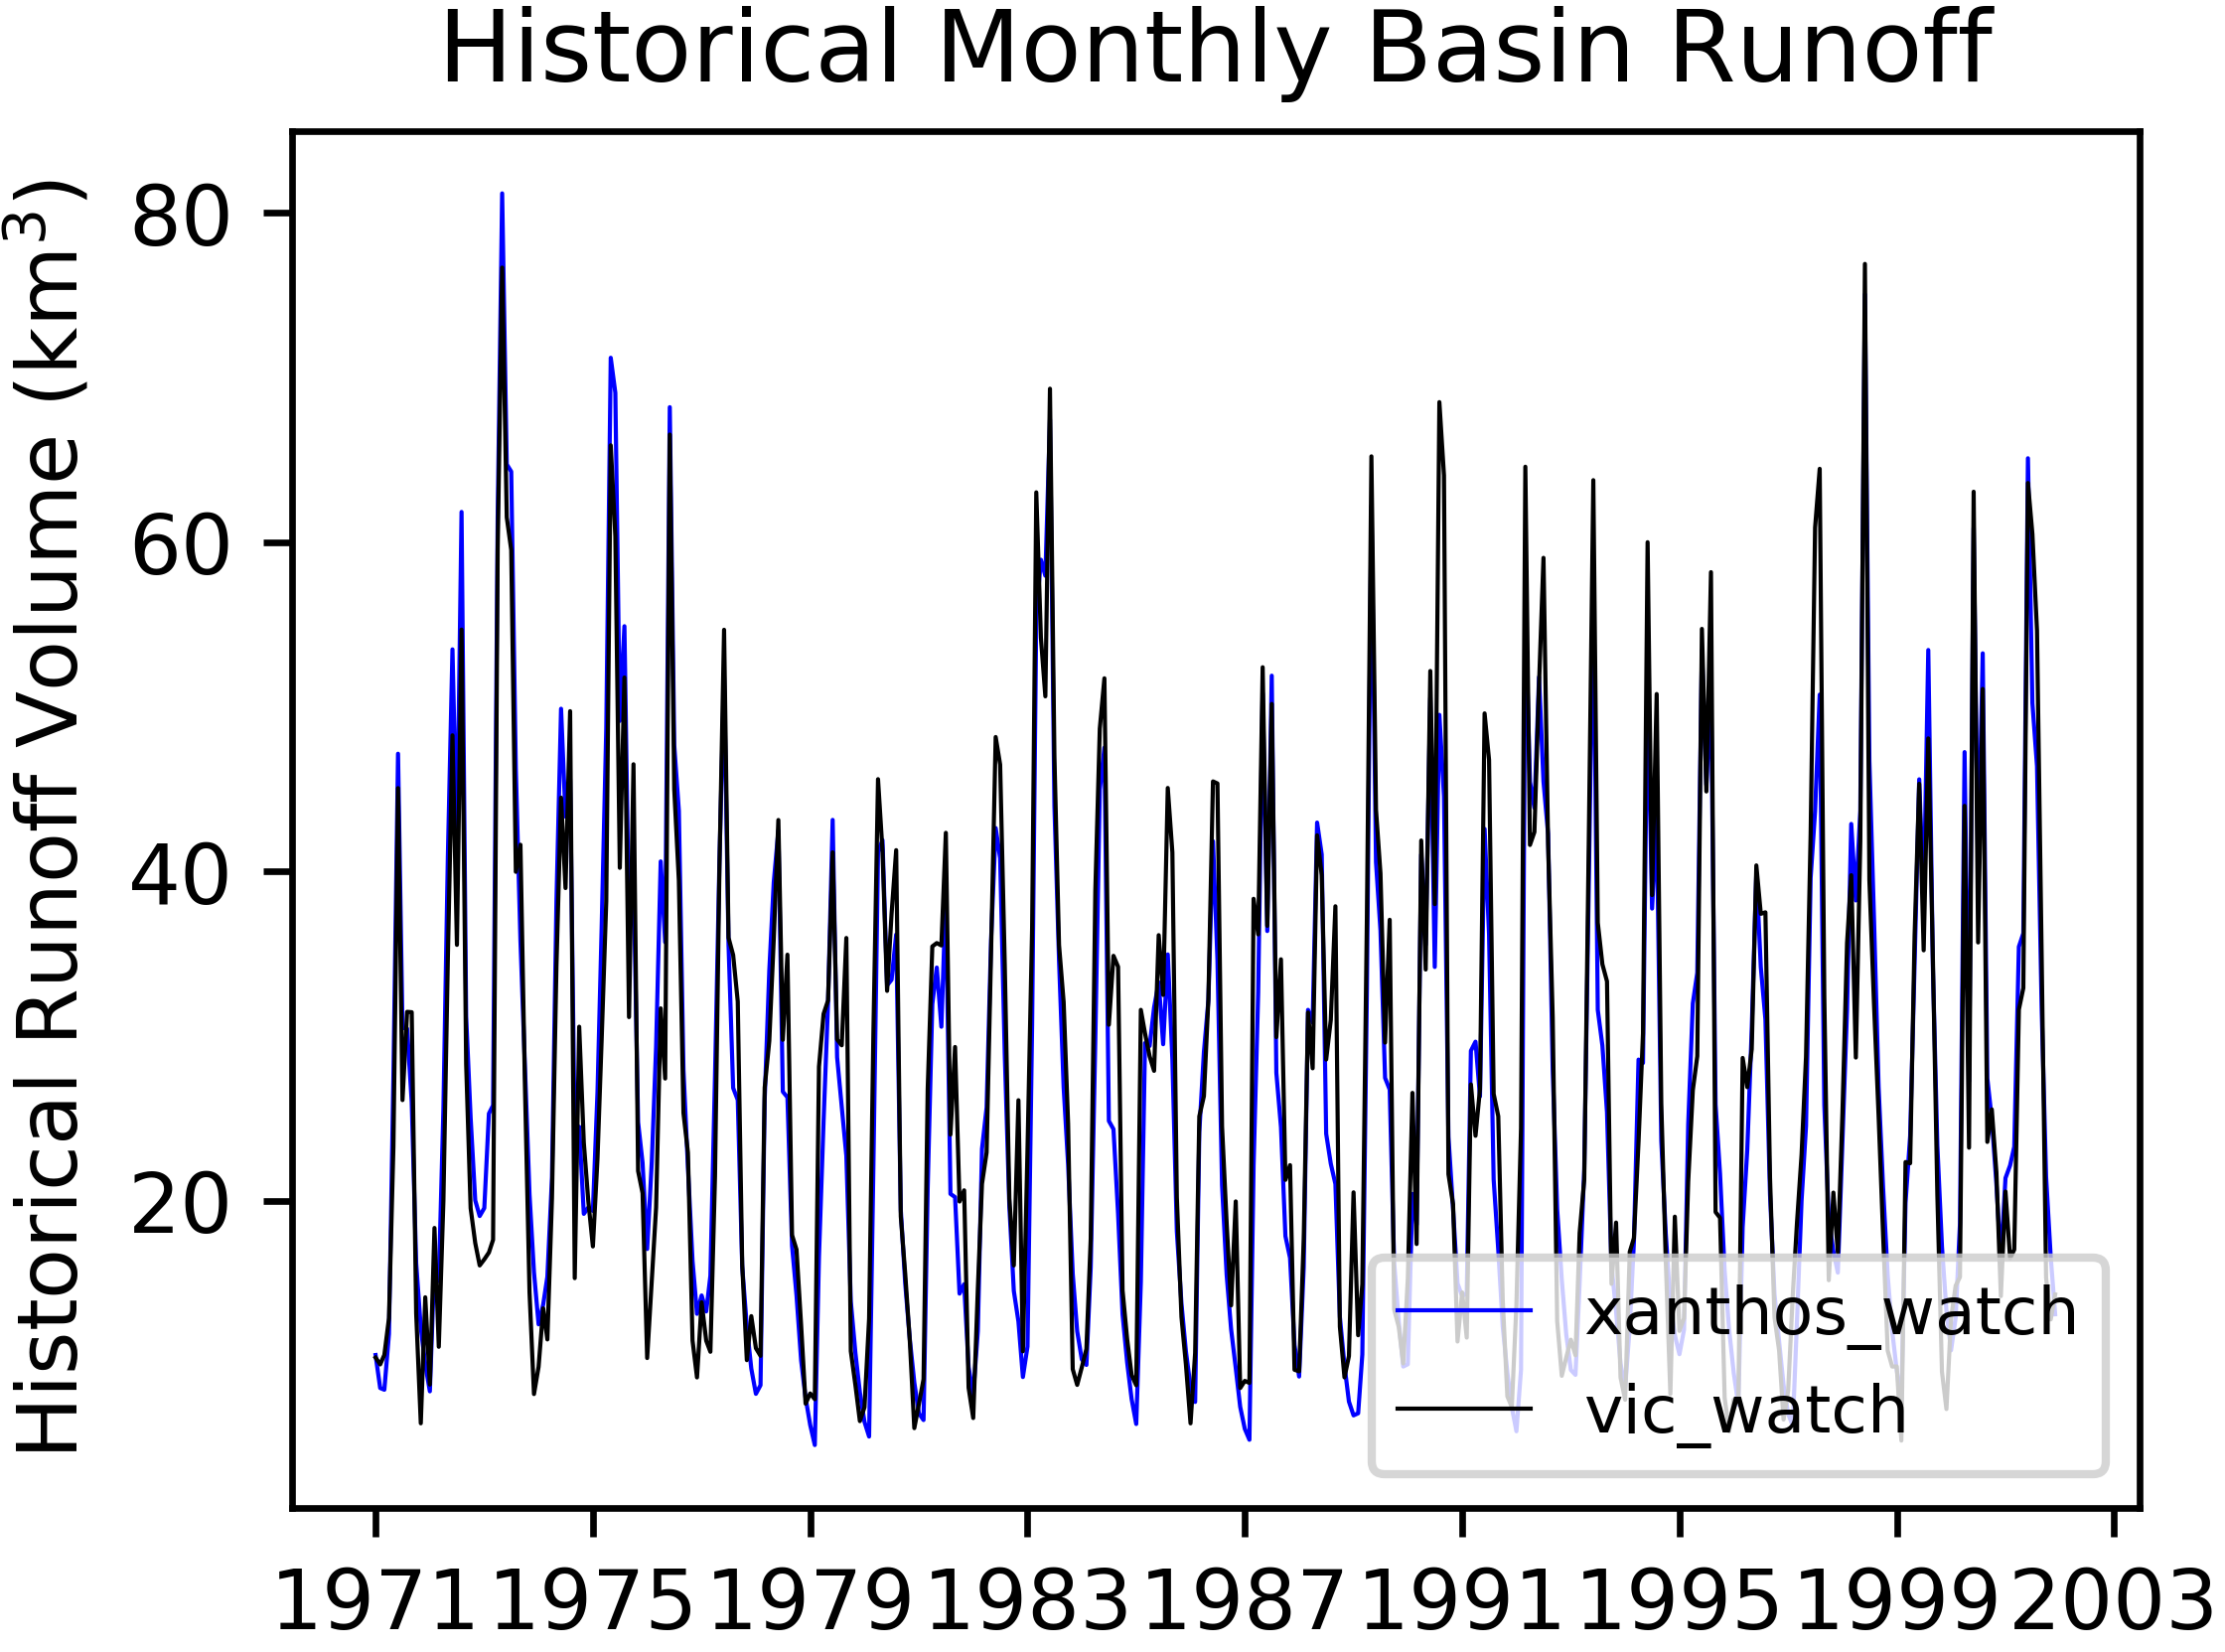 Historical Monthly Basin Runoff
Historical Runoff Volume (km³)
80
60
40
20
xanthos_watch
vic_watch
1971 1975 1979 1983 1987 1991 1995 1999 2003